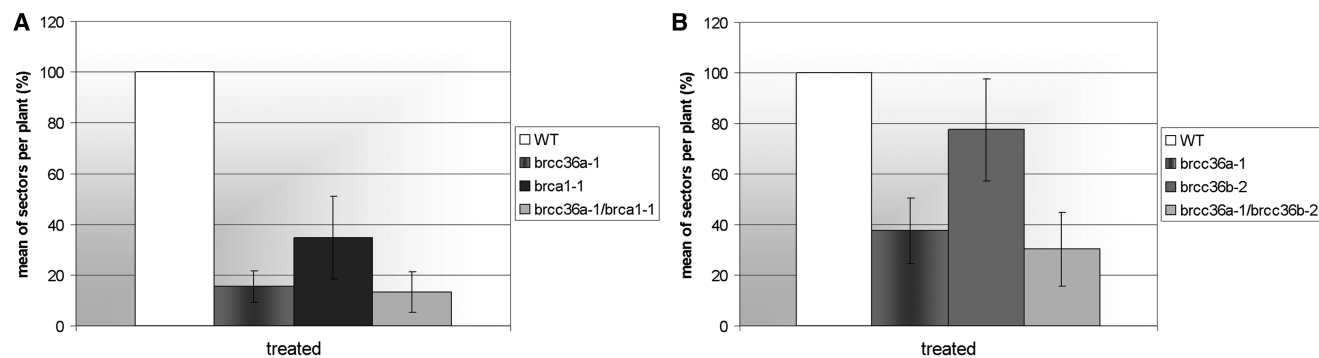 A
mean of sectors per plant (%)
120
100
80
60
40
20
0
treated
WT
brcc36a-1
brca1-1
brcc36a-1/brca1-1
B
mean of sectors per plant (%)
120
100
80
60
40
20
0
treated
WT
brcc36a-1
brcc36b-2
brcc36a-1/brcc36b-2